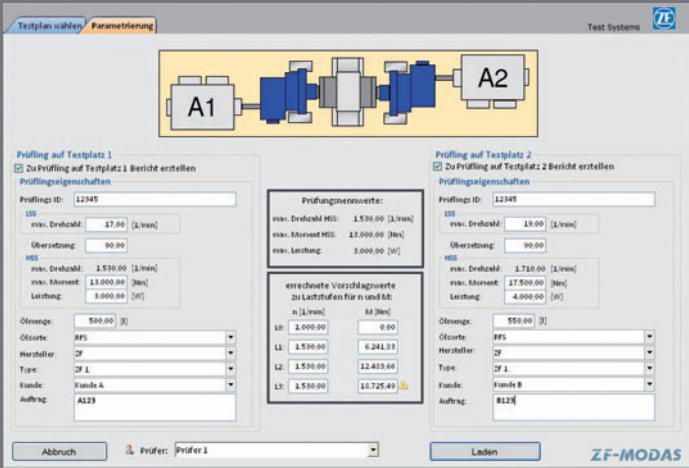 Testplan wählen
Parametrierung
Test Systems
ZF
A1
A2
Prüfling auf Testplatz 1
Zu Prüfling auf Testplatz 1 Bericht erstellen
Prüflingseigenschaften
Prüflings ID: 12345
LSS
max. Drehzahl: 17,00 [1/min]
Übersetzung: 90,00
HSS
max. Drehzahl: 1.530,00 [1/min]
max. Moment: 13.000,00 [Nm]
Leistung: 3.000,00 [W]
Ölmenge: 500,00 [l]
Ölsorte: RFS
Hersteller: ZF
Type: ZF 1
Kunde: Kunde A
Auftrag: A123
Prüfungsnennwerte:
max. Drehzahl HSS: 1.530,00 [1/min]
max. Moment HSS: 13.000,00 [Nm]
max. Leistung: 3.000,00 [W]
errechnete Vorschlagswerte
zu Laststufen für n und M:
n [1/min] M [Nm]
L0: 1.000,00 0,00
L1: 1.530,00 6.241,83
L2: 1.530,00 12.483,66
L3: 1.530,00 18.725,49
Prüfling auf Testplatz 2
Zu Prüfling auf Testplatz 2 Bericht erstellen
Prüflingseigenschaften
Prüflings ID: 12345
LSS
max. Drehzahl: 19,00 [1/min]
Übersetzung: 90,00
HSS
max. Drehzahl: 1.710,00 [1/min]
max. Moment: 17.500,00 [Nm]
Leistung: 4.000,00 [W]
Ölmenge: 550,00 [l]
Ölsorte: RFS
Hersteller: ZF
Type: ZF 1
Kunde: Kunde B
Auftrag: B123
Abbruch
Prüfer: Prüfer 1
Laden
ZF-MODAS